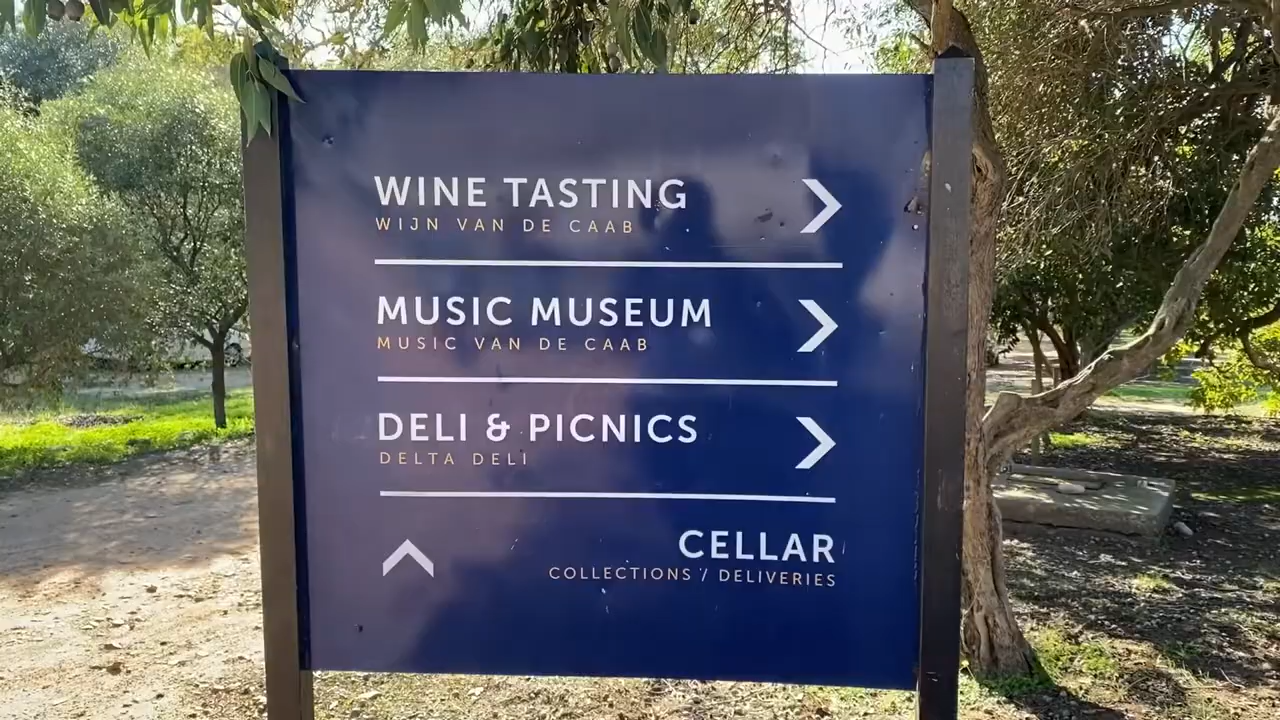 WINE TASTING
WIJN VAN DE CAAB
MUSIC MUSEUM
MUSIC VAN DE CAAB
DELI & PICNICS
DELTA DELI
CELLAR
COLLECTIONS / DELIVERIES